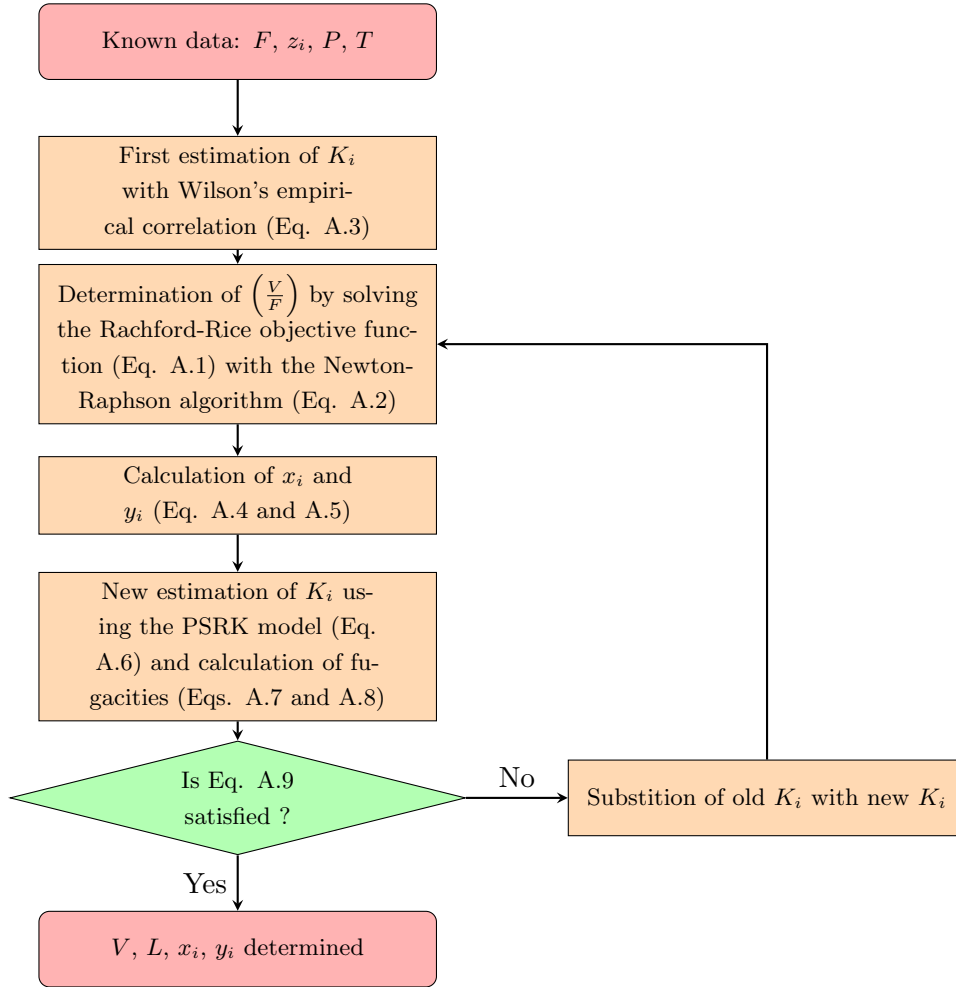 Known data: F, z_i, P, T
First estimation of K_i
with Wilson's empiri-
cal correlation (Eq. A.3)
Determination of (V/F) by solving
the Rachford-Rice objective func-
tion (Eq. A.1) with the Newton-
Raphson algorithm (Eq. A.2)
Calculation of x_i and
y_i (Eq. A.4 and A.5)
New estimation of K_i us-
ing the PSRK model (Eq.
A.6) and calculation of fu-
gacities (Eqs. A.7 and A.8)
Is Eq. A.9
satisfied ?
No
Substition of old K_i with new K_i
Yes
V, L, x_i, y_i determined